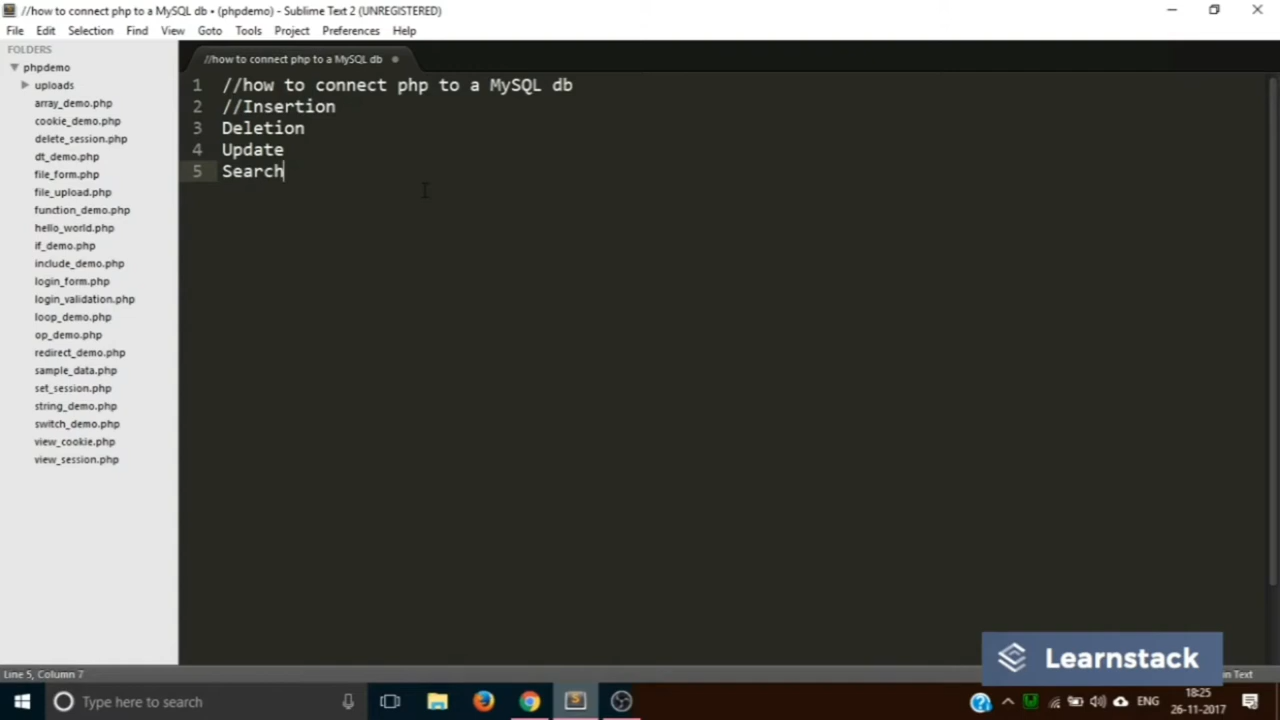 //how to connect php to a MySQL db • (phpdemo) - Sublime Text 2 (UNREGISTERED)
File Edit Selection Find View Goto Tools Project Preferences Help
FOLDERS
phpdemo
uploads
array_demo.php
cookie_demo.php
delete_session.php
dt_demo.php
file_form.php
file_upload.php
function_demo.php
hello_world.php
if_demo.php
include_demo.php
login_form.php
login_validation.php
loop_demo.php
op_demo.php
redirect_demo.php
sample_data.php
set_session.php
string_demo.php
switch_demo.php
view_cookie.php
view_session.php
//how to connect php to a MySQL db
1 //how to connect php to a MySQL db
2 //Insertion
3 Deletion
4 Update
5 Search
Learnstack
Line 5, Column 7
in Text
Type here to search
ENG
18:25
26-11-2017